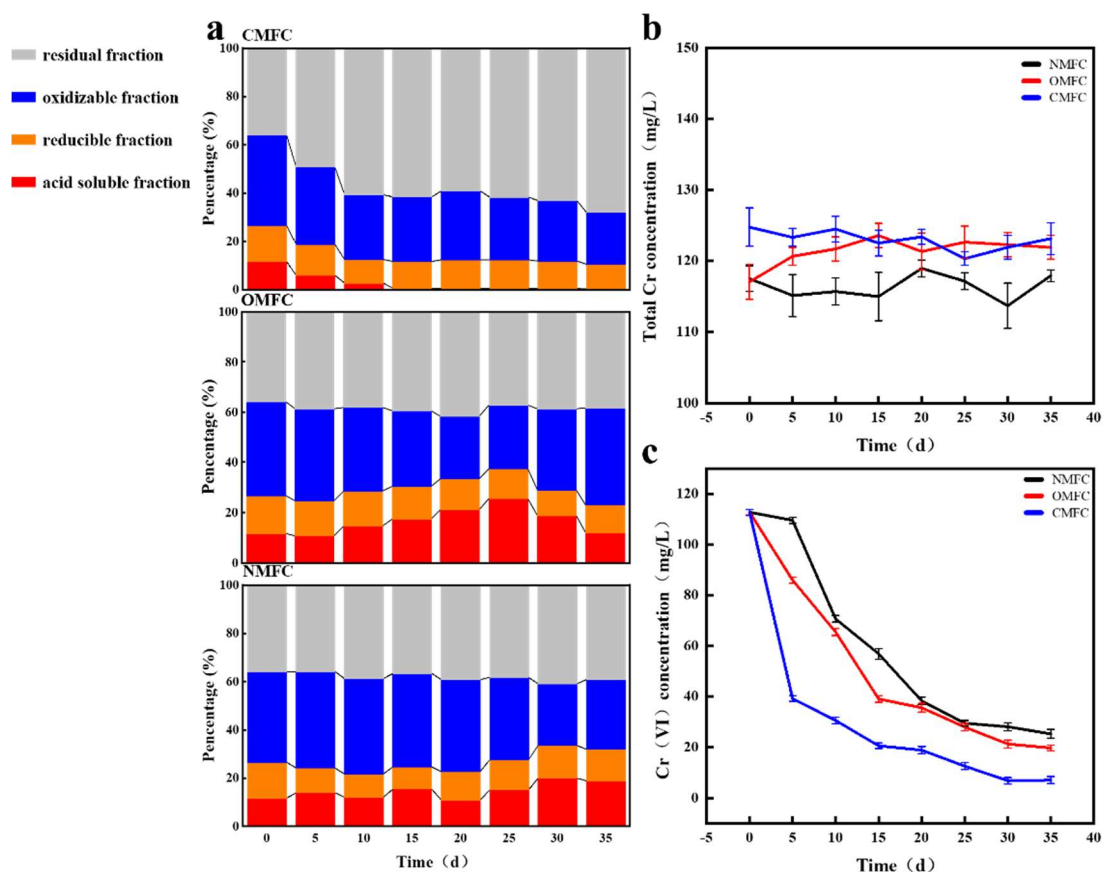 residual fraction
oxidizable fraction
reducible fraction
acid soluble fraction
a
CMFC
100
80
60
40
20
0
Pencentage (%)
OMFC
100
80
60
40
20
0
Pencentage (%)
NMFC
100
80
60
40
20
0
Pencentage (%)
0 5 10 15 20 25 30 35
Time（d）
b
150
140
130
120
110
100
Total Cr concentration（mg/L）
NMFC
OMFC
CMFC
-5 0 5 10 15 20 25 30 35 40
Time（d）
c
120
100
80
60
40
20
0
Cr（VI）concentration（mg/L）
NMFC
OMFC
CMFC
-5 0 5 10 15 20 25 30 35 40
Time（d）